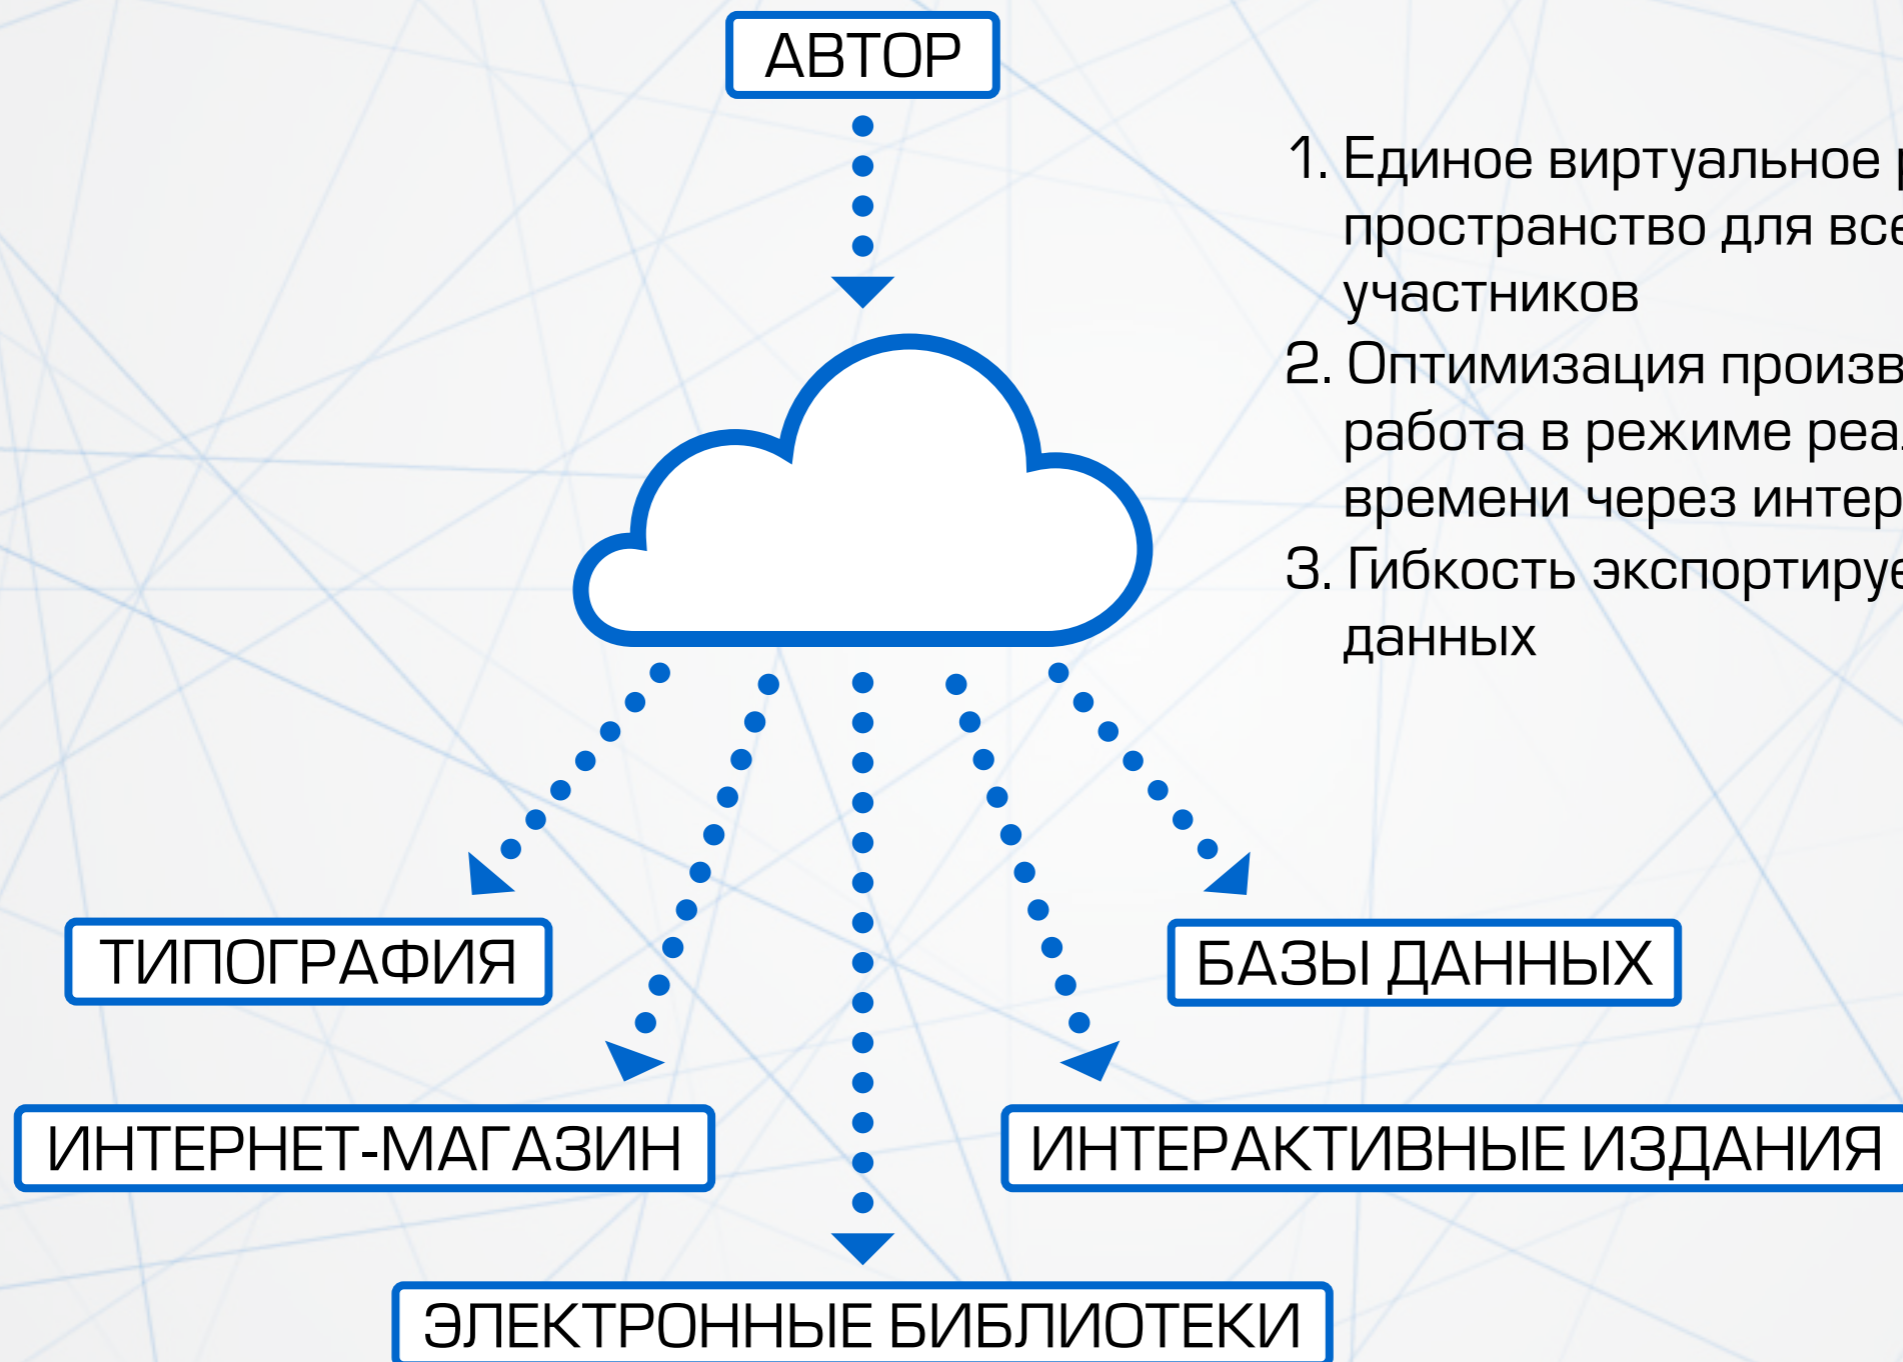 АВТОР
1. Единое виртуальное
пространство для все
участников
2. Оптимизация произв
работа в режиме реа
времени через интер
3. Гибкость экспортируе
данных
ТИПОГРАФИЯ
БАЗЫ ДАННЫХ
ИНТЕРНЕТ-МАГАЗИН
ИНТЕРАКТИВНЫЕ ИЗДАНИЯ
ЭЛЕКТРОННЫЕ БИБЛИОТЕКИ